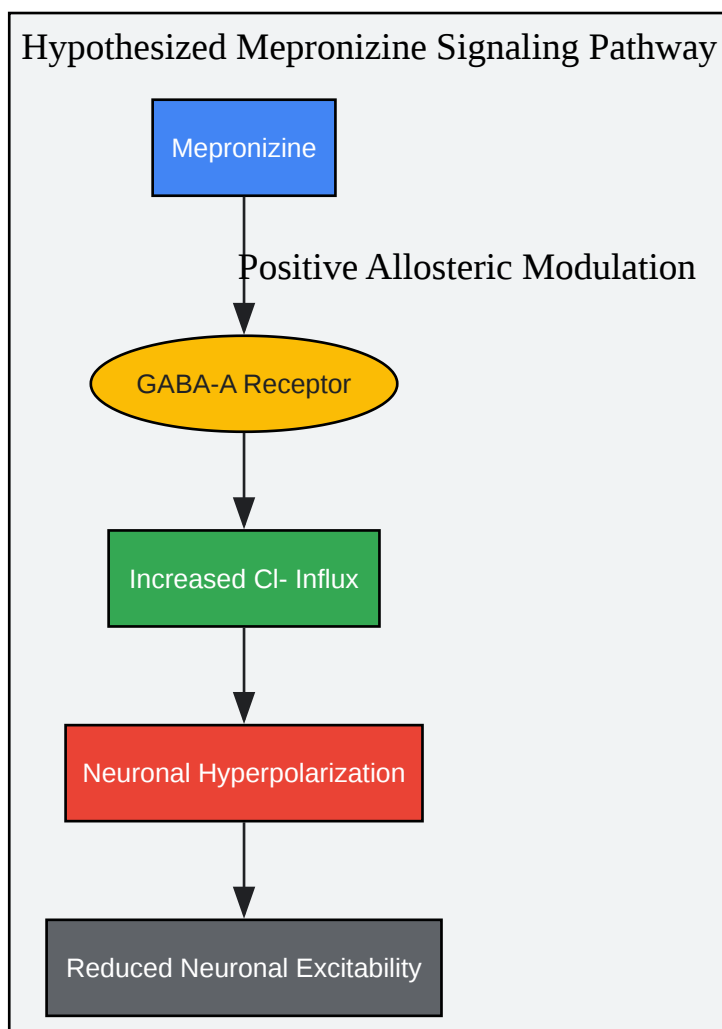 Hypothesized Mepronizine Signaling Pathway
Mepronizine
Positive Allosteric Modulation
GABA-A Receptor
Increased Cl- Influx
Neuronal Hyperpolarization
Reduced Neuronal Excitability